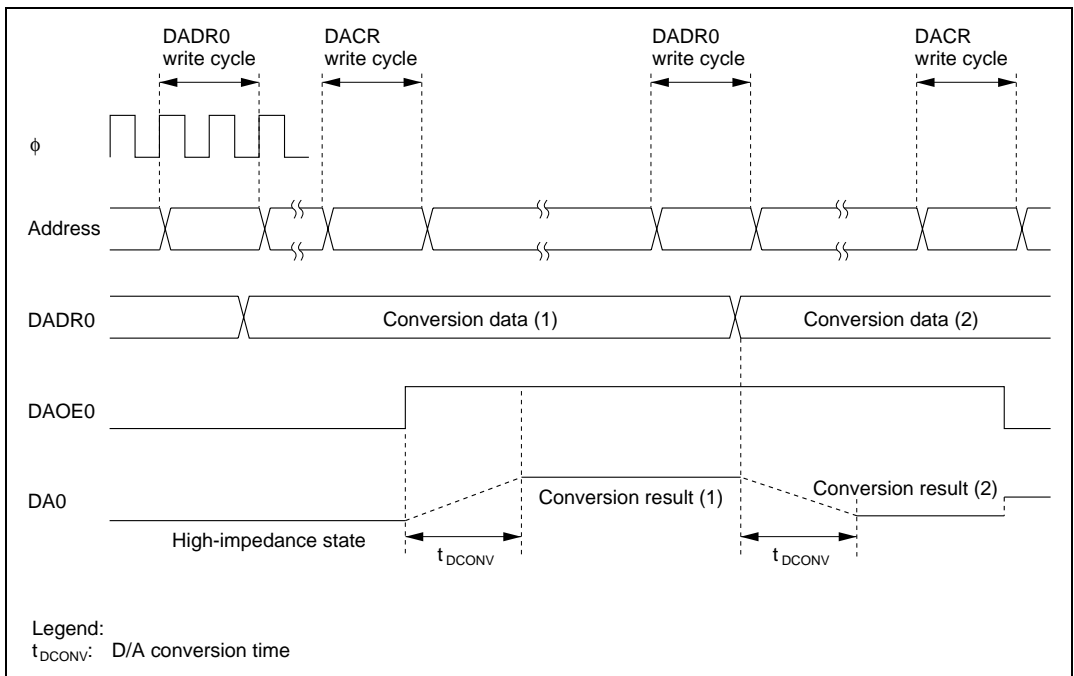 DADR0
write cycle
DACR
write cycle
DADR0
write cycle
DACR
write cycle
φ
Address
DADR0
Conversion data (1)
Conversion data (2)
DAOE0
DA0
Conversion result (1)
Conversion result (2)
High-impedance state
tDCONV
tDCONV
Legend:
tDCONV: D/A conversion time